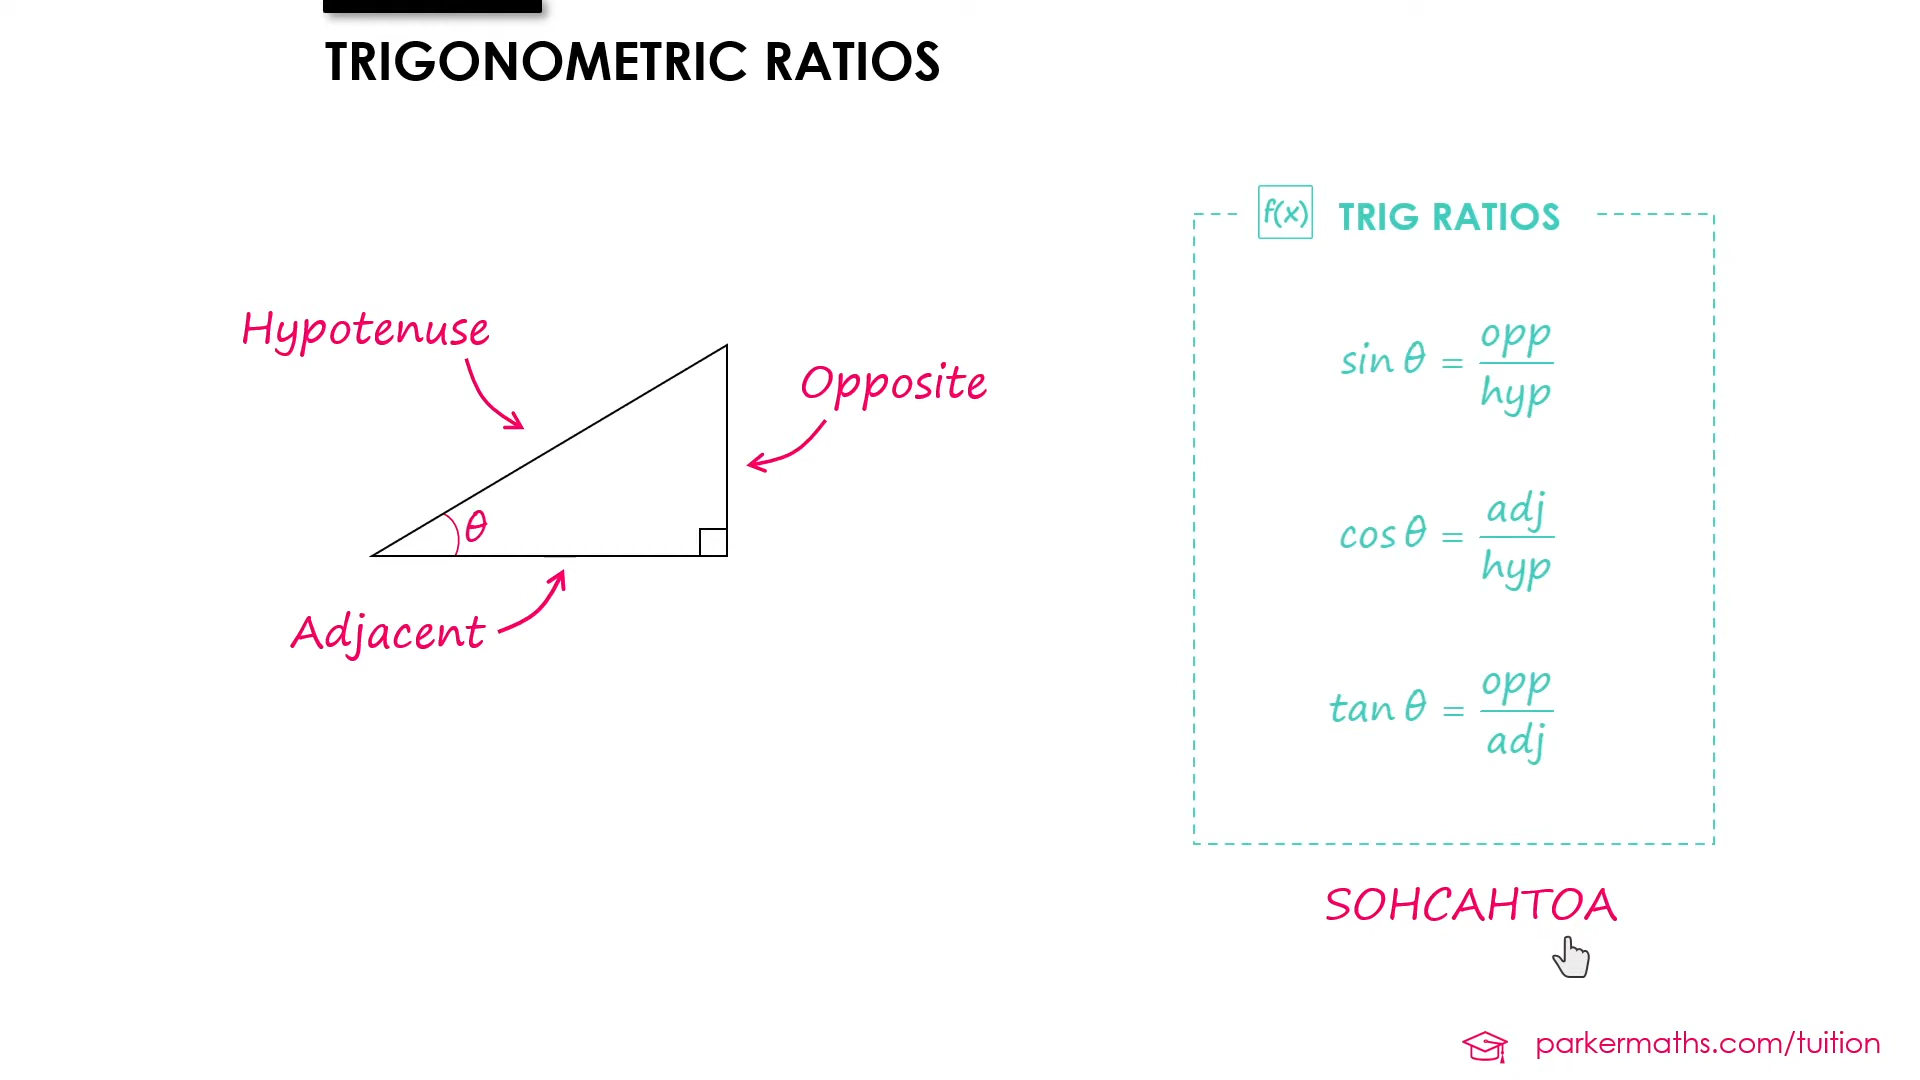 TRIGONOMETRIC RATIOS
Hypotenuse
Opposite
θ
Adjacent
f(x) TRIG RATIOS
sin θ = opp/hyp
cos θ = adj/hyp
tan θ = opp/adj
SOHCAHTOA
parkermaths.com/tuition